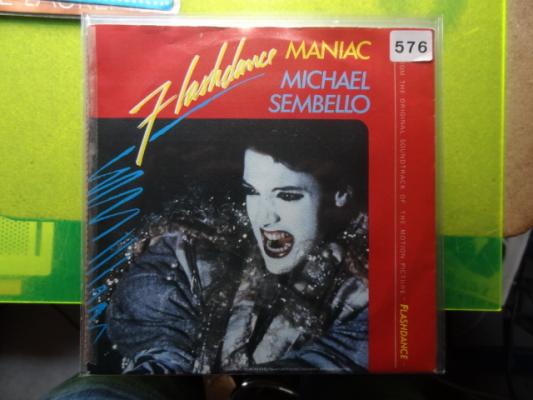 Flashdance
MANIAC
MICHAEL
SEMBELLO
576
FROM THE ORIGINAL SOUNDTRACK OF THE MOTION PICTURE FLASHDANCE